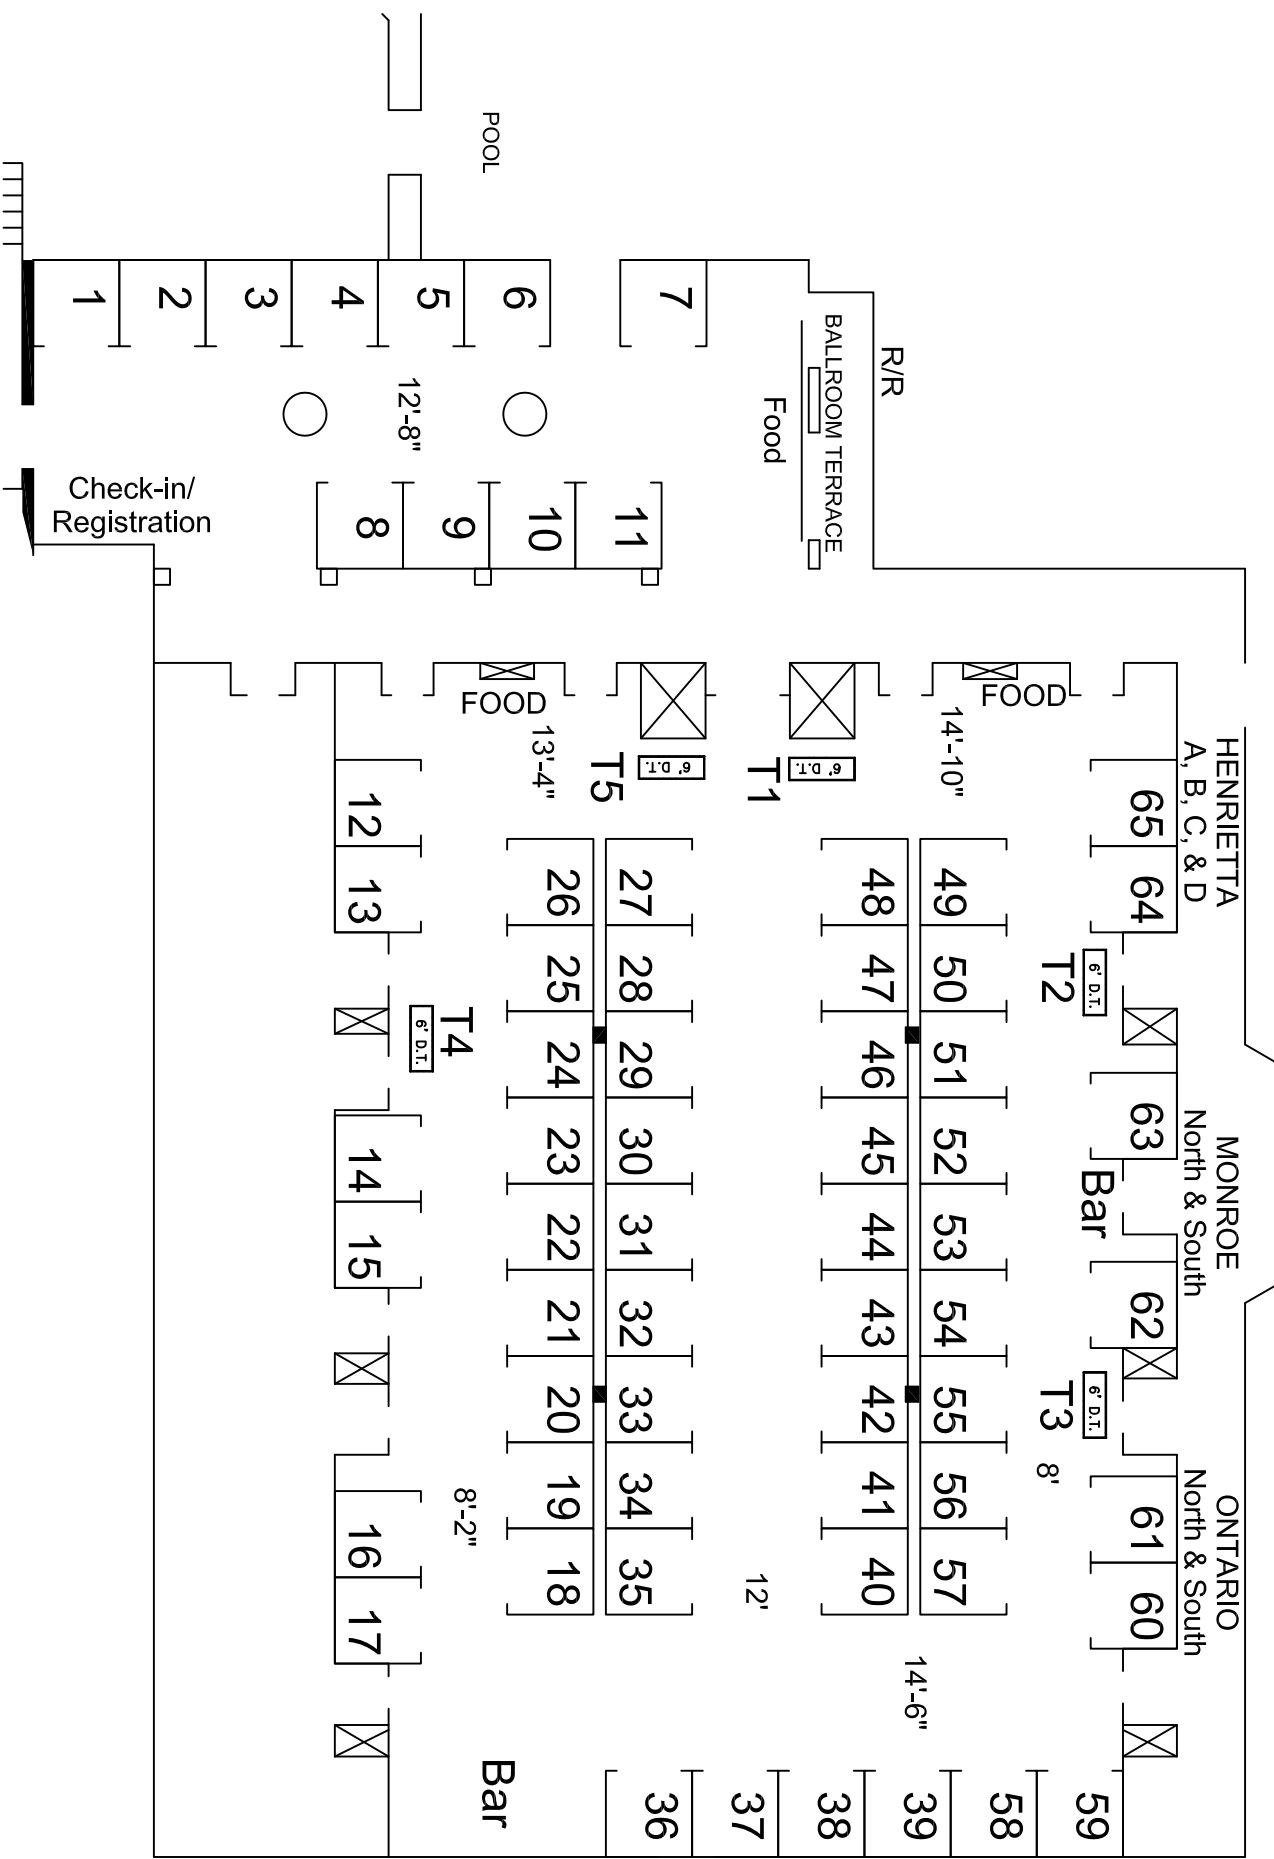 POOL
1
2
3
4
5
6
7
12'-8"
R/R
BALLROOM TERRACE
Food
Check-in/
Registration
8
9
10
11
FOOD
FOOD
13'-4"
14'-10"
T5
6' D.T.
T1
6' D.T.
HENRIETTA
A, B, C, & D
12
13
26
27
48
49
65
64
25
28
47
50
T2
6' D.T.
T4
6' D.T.
24
29
46
51
63
MONROE
North & South
Bar
14
23
30
45
52
15
22
31
44
53
62
21
32
43
54
20
33
42
55
T3
6' D.T.
8'
8'-2"
16
19
34
41
56
61
ONTARIO
North & South
17
18
35
12'
40
57
60
14'-6"
Bar
36
37
38
39
58
59